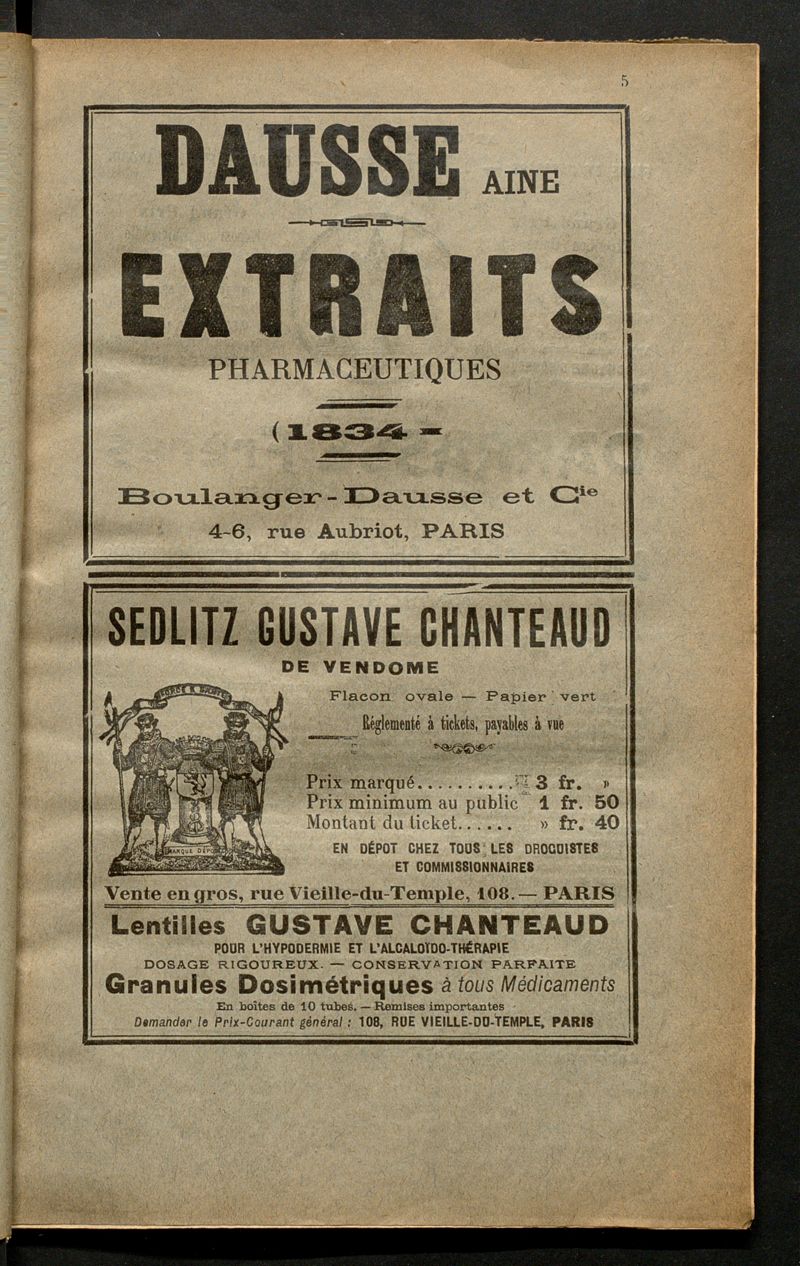 5
DAUSSE AINE
EXTRAITS
PHARMACEUTIQUES
(1834 -
Boulanger-Dausse et Cie
4-6, rue Aubriot, PARIS
SEDLITZ GUSTAVE CHANTEAUD
DE VENDOME
Flacon ovale — Papier vert
Réglementé à tickets, payables à vue
Prix marqué........... 3 fr. »
Prix minimum au public 1 fr. 50
Montant du ticket...... » fr. 40
EN DÉPOT CHEZ TOUS LES DROGUISTES
ET COMMISSIONNAIRES
Vente en gros, rue Vieille-du-Temple, 108. — PARIS
Lentilles GUSTAVE CHANTEAUD
POUR L'HYPODERMIE ET L'ALCALOÏDO-THÉRAPIE
DOSAGE RIGOUREUX. — CONSERVATION PARFAITE
Granules Dosimétriques à tous Médicaments
En boîtes de 10 tubes. — Remises importantes
Demander le Prix-Courant général : 108, RUE VIEILLE-DU-TEMPLE, PARIS